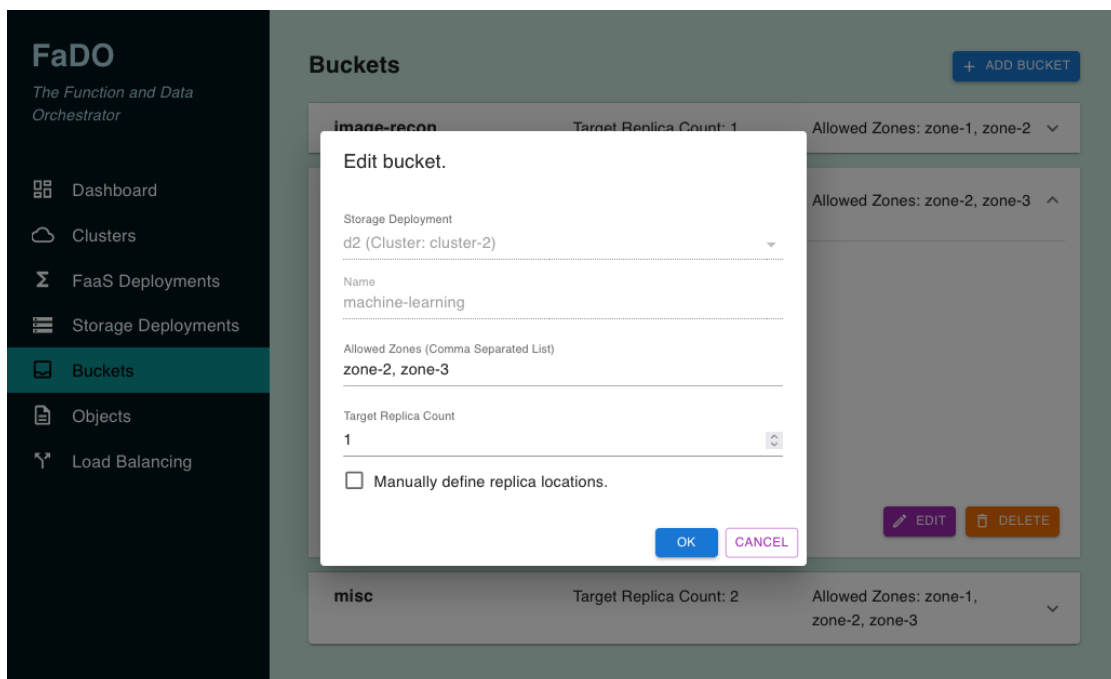 FaDO
The Function and Data
Orchestrator
Dashboard
Clusters
FaaS Deployments
Storage Deployments
Buckets
Objects
Load Balancing
Buckets
+ ADD BUCKET
image-recon Target Replica Count: 1 Allowed Zones: zone-1, zone-2
Allowed Zones: zone-2, zone-3
Edit bucket.
Storage Deployment
d2 (Cluster: cluster-2)
Name
machine-learning
Allowed Zones (Comma Separated List)
zone-2, zone-3
Target Replica Count
1
Manually define replica locations.
OK CANCEL
EDIT DELETE
misc Target Replica Count: 2 Allowed Zones: zone-1,
zone-2, zone-3